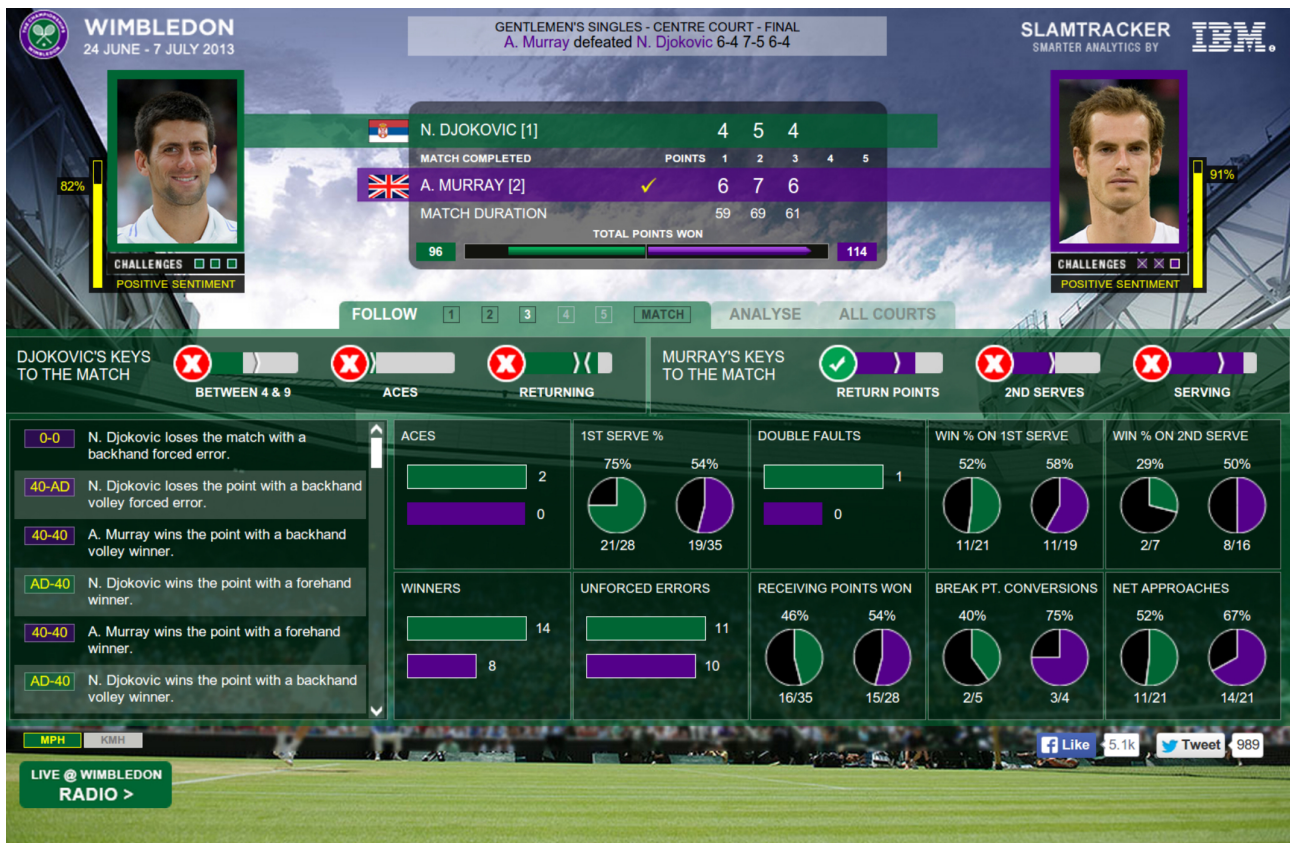 WIMBLEDON
24 JUNE - 7 JULY 2013
GENTLEMEN'S SINGLES - CENTRE COURT - FINAL
A. Murray defeated N. Djokovic 6-4 7-5 6-4
SLAMTRACKER
SMARTER ANALYTICS BY
IBM
N. DJOKOVIC [1] 4 5 4
MATCH COMPLETED POINTS 1 2 3 4 5
A. MURRAY [2] ✓ 6 7 6
MATCH DURATION 59 69 61
TOTAL POINTS WON
96 114
82%
CHALLENGES
POSITIVE SENTIMENT
91%
CHALLENGES
POSITIVE SENTIMENT
FOLLOW 1 2 3 4 5 MATCH ANALYSE ALL COURTS
DJOKOVIC'S KEYS
TO THE MATCH
BETWEEN 4 & 9 ACES RETURNING
MURRAY'S KEYS
TO THE MATCH
RETURN POINTS 2ND SERVES SERVING
0-0 N. Djokovic loses the match with a
backhand forced error.
40-AD N. Djokovic loses the point with a backhand
volley forced error.
40-40 A. Murray wins the point with a backhand
volley winner.
AD-40 N. Djokovic wins the point with a forehand
winner.
40-40 A. Murray wins the point with a forehand
winner.
AD-40 N. Djokovic wins the point with a backhand
volley winner.
ACES
2
0
1ST SERVE %
75% 54%
21/28 19/35
DOUBLE FAULTS
1
0
WIN % ON 1ST SERVE
52% 58%
11/21 11/19
WIN % ON 2ND SERVE
29% 50%
2/7 8/16
WINNERS
14
8
UNFORCED ERRORS
11
10
RECEIVING POINTS WON
46% 54%
16/35 15/28
BREAK PT. CONVERSIONS
40% 75%
2/5 3/4
NET APPROACHES
52% 67%
11/21 14/21
MPH KMH
Like 5.1k Tweet 989
LIVE @ WIMBLEDON
RADIO >